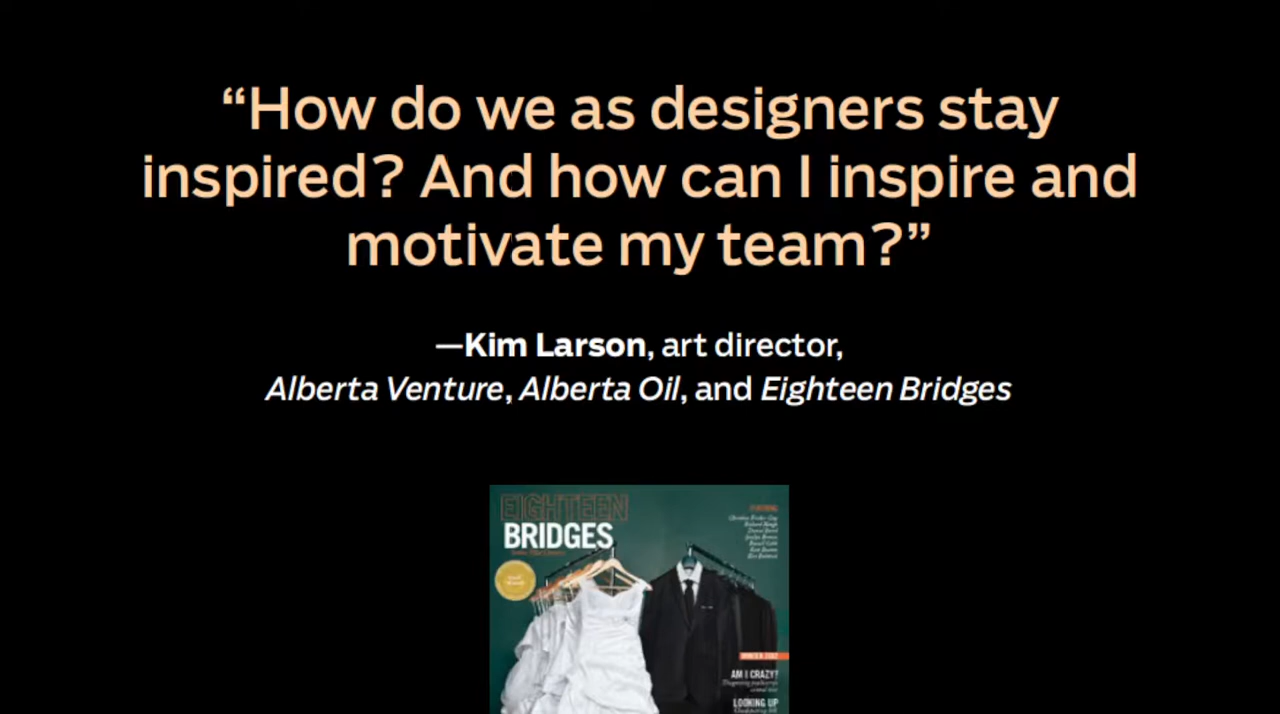 “How do we as designers stay
inspired? And how can I inspire and
motivate my team?”
—Kim Larson, art director,
Alberta Venture, Alberta Oil, and Eighteen Bridges
EIGHTEEN
BRIDGES
AM I CRAZY?
LOOKING UP